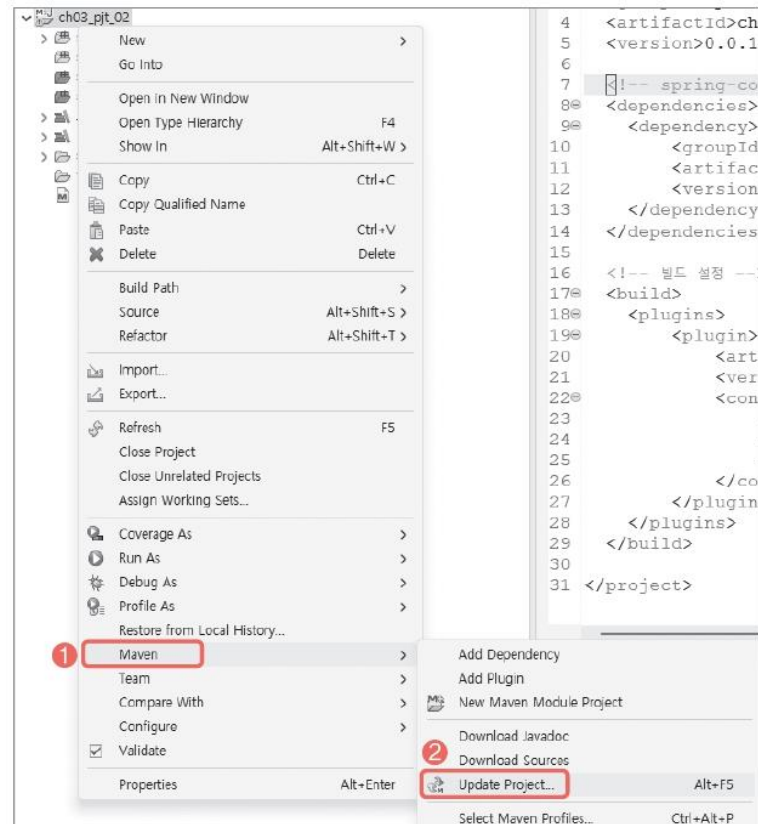 ch03_pjt_02
New
Go Into
Open in New Window
Open Type Hierarchy F4
Show In Alt+Shift+W >
Copy Ctrl+C
Copy Qualified Name
Paste Ctrl+V
Delete Delete
Build Path
Source Alt+Shift+S >
Refactor Alt+Shift+T >
Import...
Export...
Refresh F5
Close Project
Close Unrelated Projects
Assign Working Sets...
Coverage As
Run As
Debug As
Profile As
Restore from Local History...
1 Maven
Team
Compare With
Configure
Validate
Properties Alt+Enter
Add Dependency
Add Plugin
New Maven Module Project
Download Javadoc
2
Download Sources
Update Project... Alt+F5
Select Maven Profiles... Ctrl+Alt+P
4 <artifactId>ch
5 <version>0.0.1
6
7 <!-- spring-co
8 <dependencies>
9 <dependency>
10 <groupId
11 <artifac
12 <version
13 </dependency
14 </dependencies
15
16 <!-- 빌드 설정 --
17 <build>
18 <plugins>
19 <plugin>
20 <art
21 <ver
22 <con
23
24
25
26 </co
27 </plugin
28 </plugins>
29 </build>
30
31 </project>